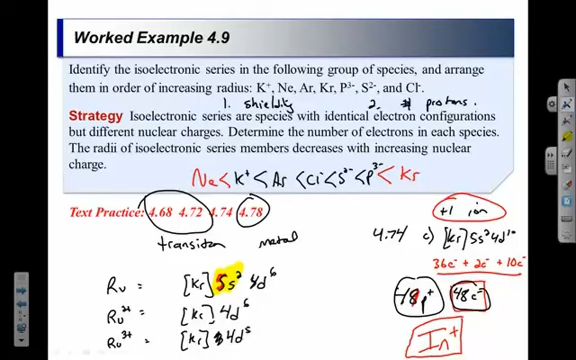 Worked Example 4.9
Identify the isoelectronic series in the following group of species, and arrange
them in order of increasing radius: K⁺, Ne, Ar, Kr, P³⁻, S²⁻, and Cl⁻.
1. shielding 2. # protons.
Strategy Isoelectronic series are species with identical electron configurations
but different nuclear charges. Determine the number of electrons in each species.
The radii of isoelectronic series members decreases with increasing nuclear
charge.
Ne < K⁺ < Ar < Cl⁻ < S²⁻ < P³⁻ < Kr
Text Practice: 4.68 4.72 4.74 4.78
transition metal
+1 ion
4.74 c) [Kr] 5s² 4d¹⁰
36e⁻ + 2e⁻ + 10e⁻
Ru = [Kr] 5s² 4d⁶
p⁺ 48e⁻
Ru²⁺ = [Kr] 4d⁶
Ru³⁺ = [Kr] 4d⁵
In⁺